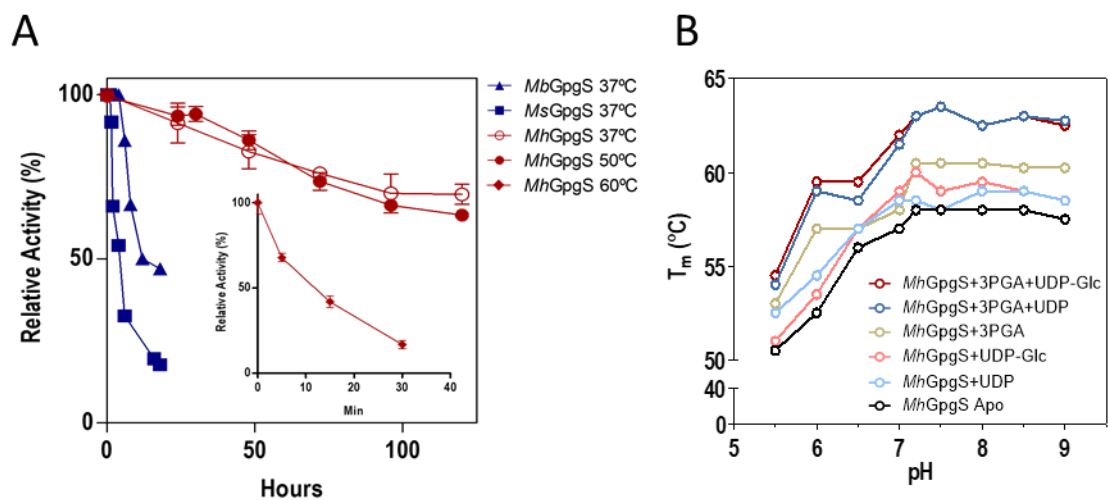 A
B
Relative Activity (%)
100
50
0
0
50
100
Hours
MbGpgS 37ºC
MsGpgS 37ºC
MhGpgS 37ºC
MhGpgS 50ºC
MhGpgS 60ºC
Relative Activity (%)
100
50
0
0
10
20
30
40
Min
Tm (°C)
65
60
55
50
40
0
5
6
7
8
9
pH
MhGpgS+3PGA+UDP-Glc
MhGpgS+3PGA+UDP
MhGpgS+3PGA
MhGpgS+UDP-Glc
MhGpgS+UDP
MhGpgS Apo